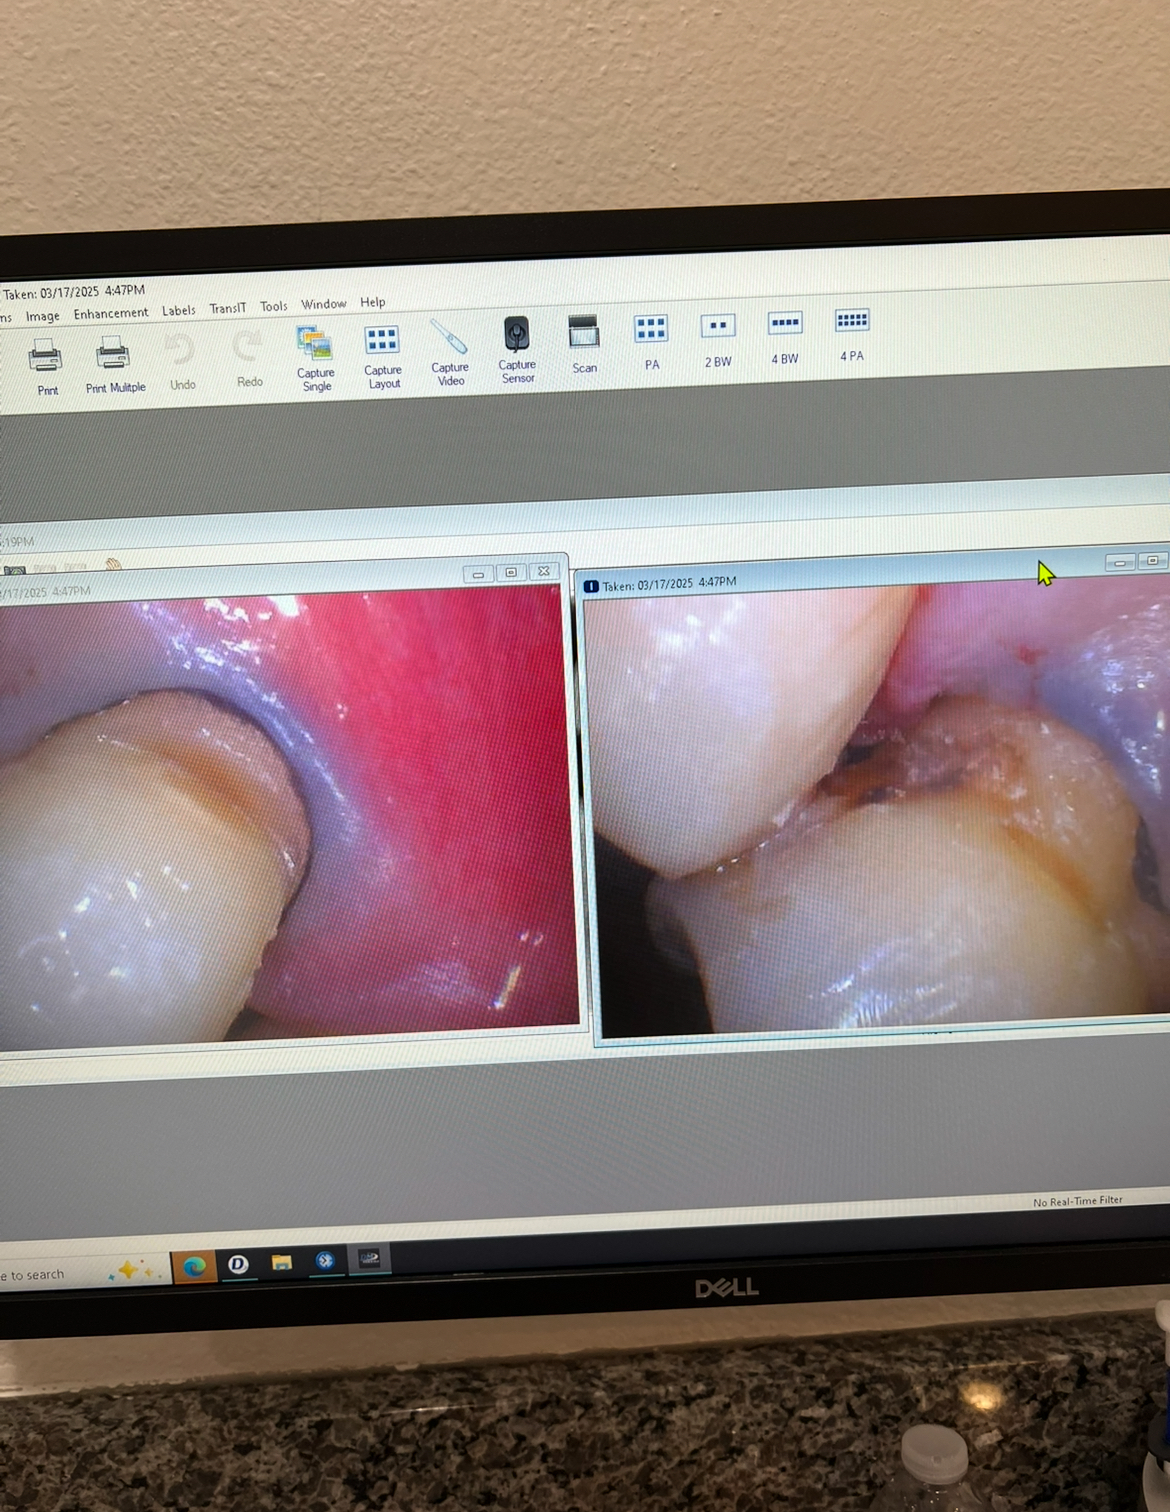 Taken: 03/17/2025 4:47PM
ns Image Enhancement Labels TransIT Tools Window Help
Print Print Mulitple Undo Redo Capture Single Capture Layout Capture Video Capture Sensor Scan PA 2 BW 4 BW 4 PA
:19PM
/17/2025 4:47PM
Taken: 03/17/2025 4:47PM
No Real-Time Filter
e to search
DELL